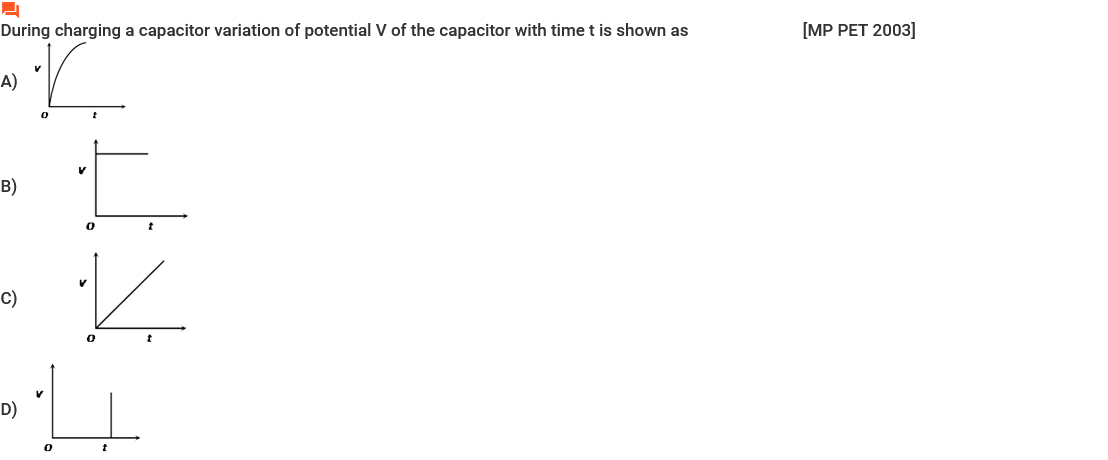 During charging a capacitor variation of potential V of the capacitor with time t is shown as [MP PET 2003]
A) v
o t
B) v
o t
C) v
o t
D) v
o t